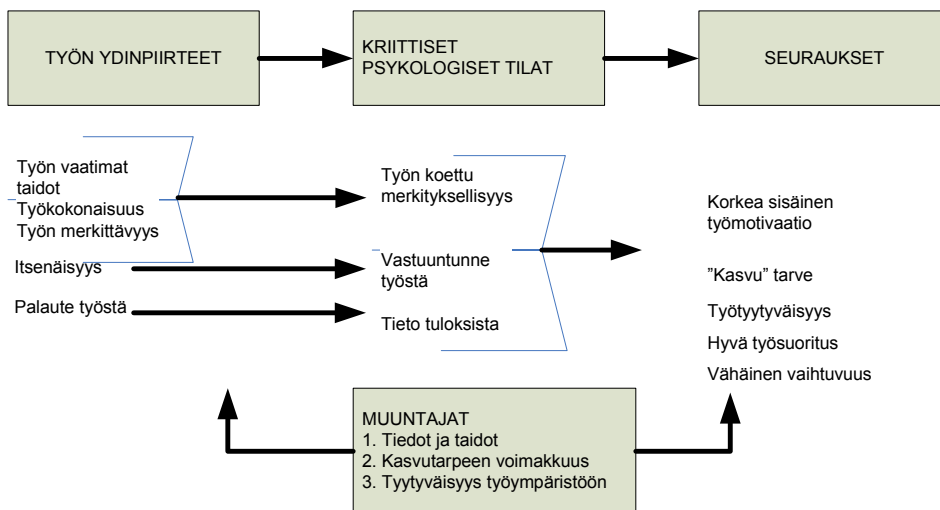 TYÖN YDINPIIRTEET
KRIITTISET
PSYKOLOGISET TILAT
SEURAUKSET
Työn vaatimat
taidot
Työkokonaisuus
Työn merkittävyys
Itsenäisyys
Palaute työstä
Työn koettu
merkityksellisyys
Vastuuntunne
työstä
Tieto tuloksista
Korkea sisäinen
työmotivaatio
”Kasvu” tarve
Työtyytyväisyys
Hyvä työsuoritus
Vähäinen vaihtuvuus
MUUNTAJAT
1. Tiedot ja taidot
2. Kasvutarpeen voimakkuus
3. Tyytyväisyys työympäristöön